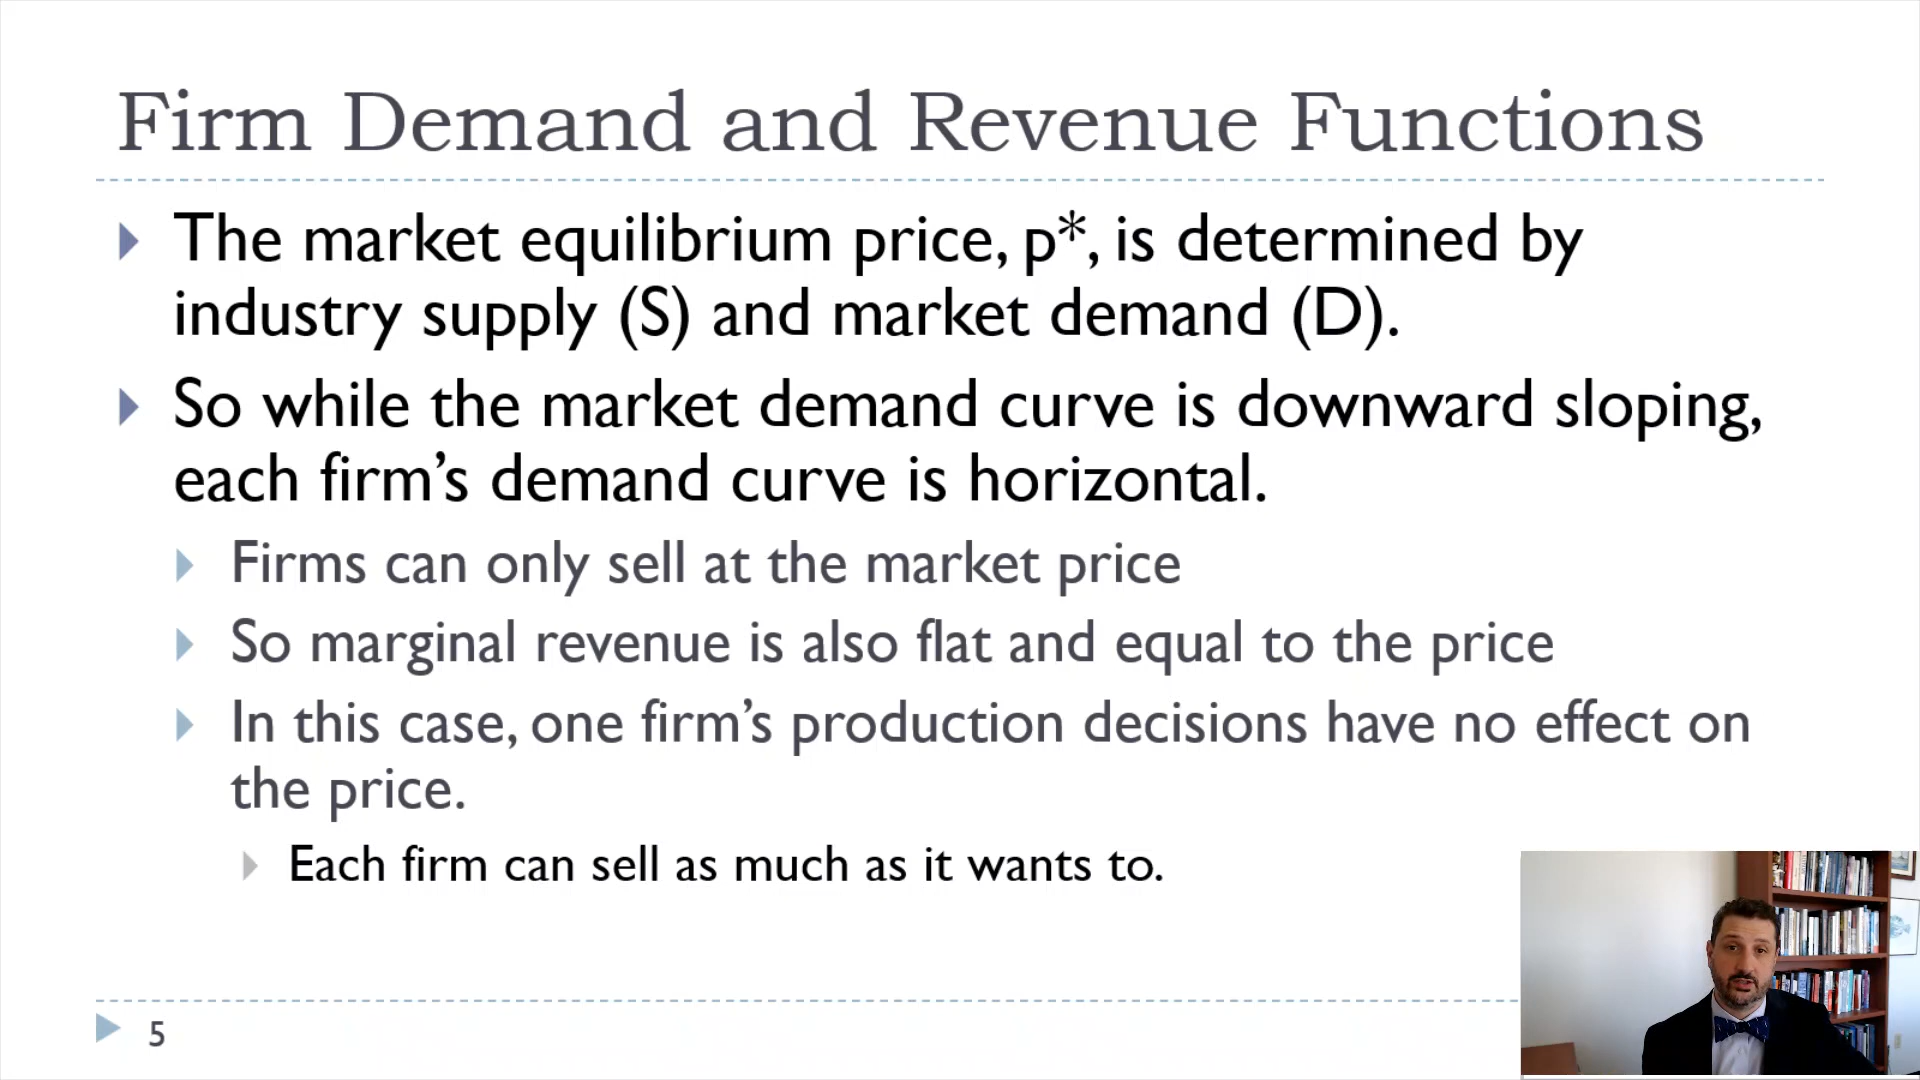 Firm Demand and Revenue Functions
The market equilibrium price, p*, is determined by
industry supply (S) and market demand (D).
So while the market demand curve is downward sloping,
each firm’s demand curve is horizontal.
Firms can only sell at the market price
So marginal revenue is also flat and equal to the price
In this case, one firm’s production decisions have no effect on
the price.
Each firm can sell as much as it wants to.
5